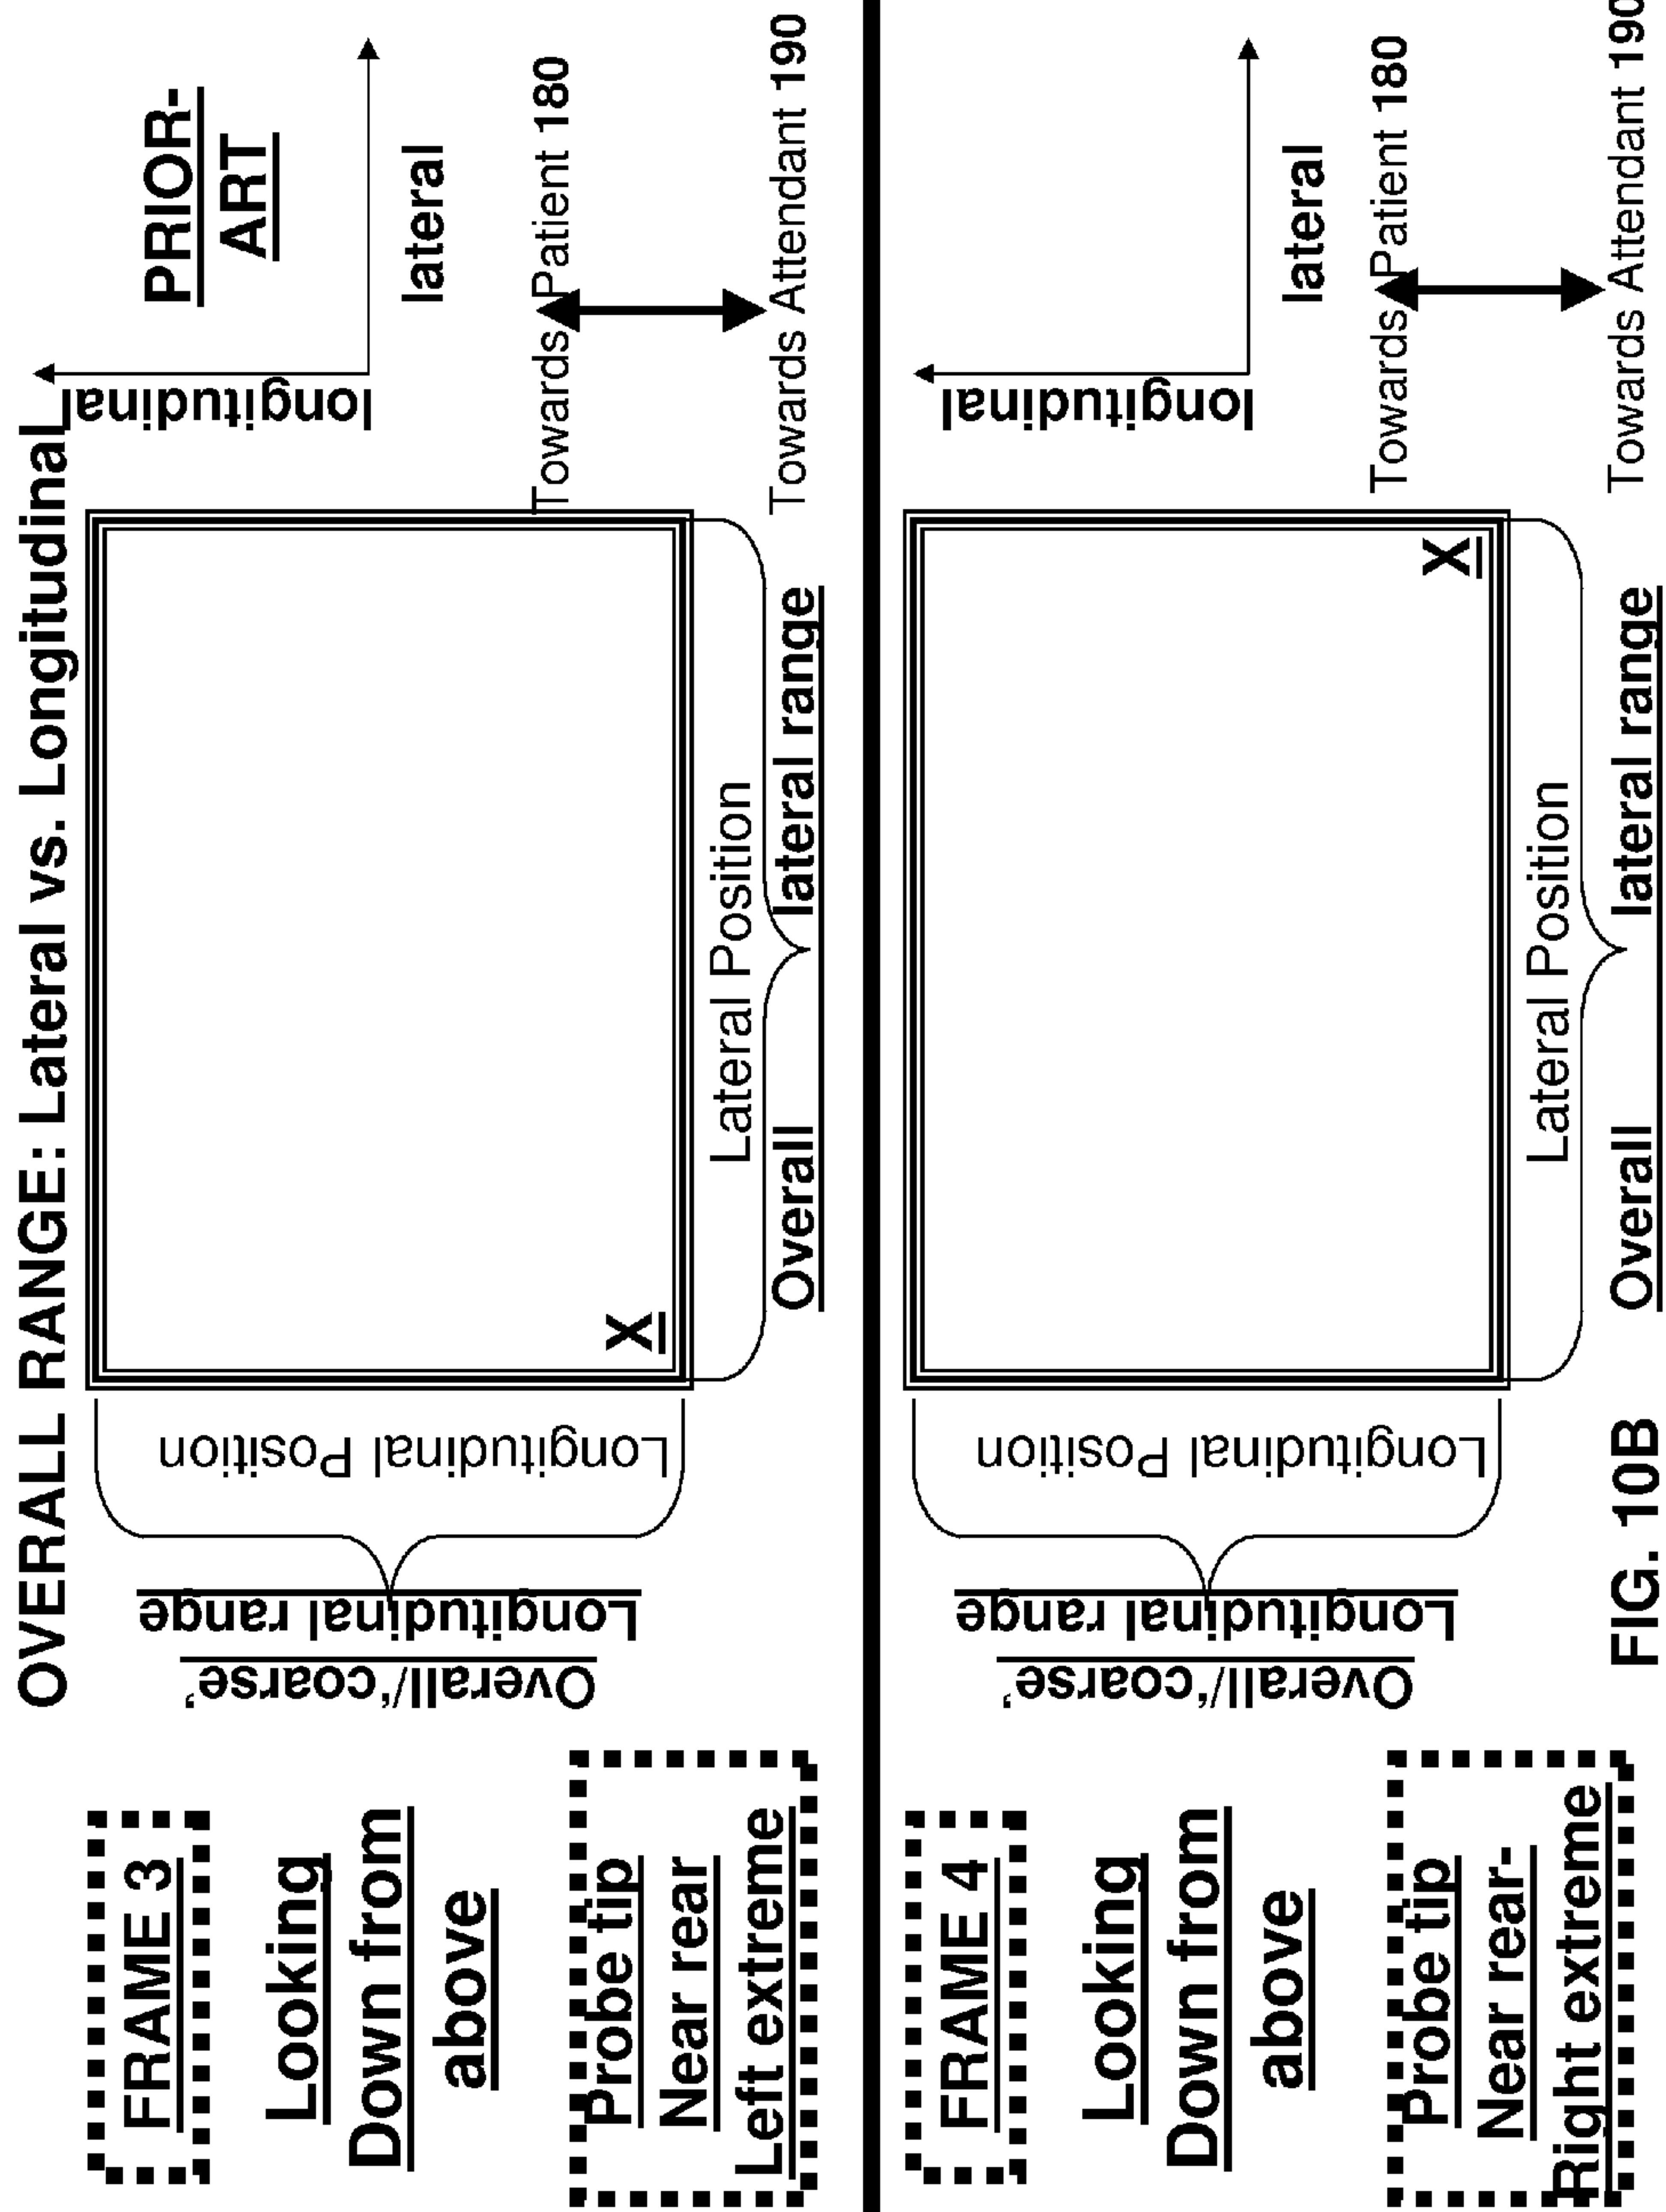 OVERALL RANGE: Lateral vs. Longitudinal
PRIOR-
ART
FRAME 3
Looking
Down from
above
Probe tip
Near rear
Left extreme
Overall/‘coarse’
Longitudinal range
Longitudinal Position
X
Lateral Position
Overall lateral range
longitudinal
lateral
Towards Patient 180
Towards Attendant 190
FRAME 4
Looking
Down from
above
Probe tip
Near rear-
Right extreme
Overall/‘coarse’
Longitudinal range
Longitudinal Position
X
Lateral Position
Overall lateral range
longitudinal
lateral
Towards Patient 180
Towards Attendant 190
FIG. 10B